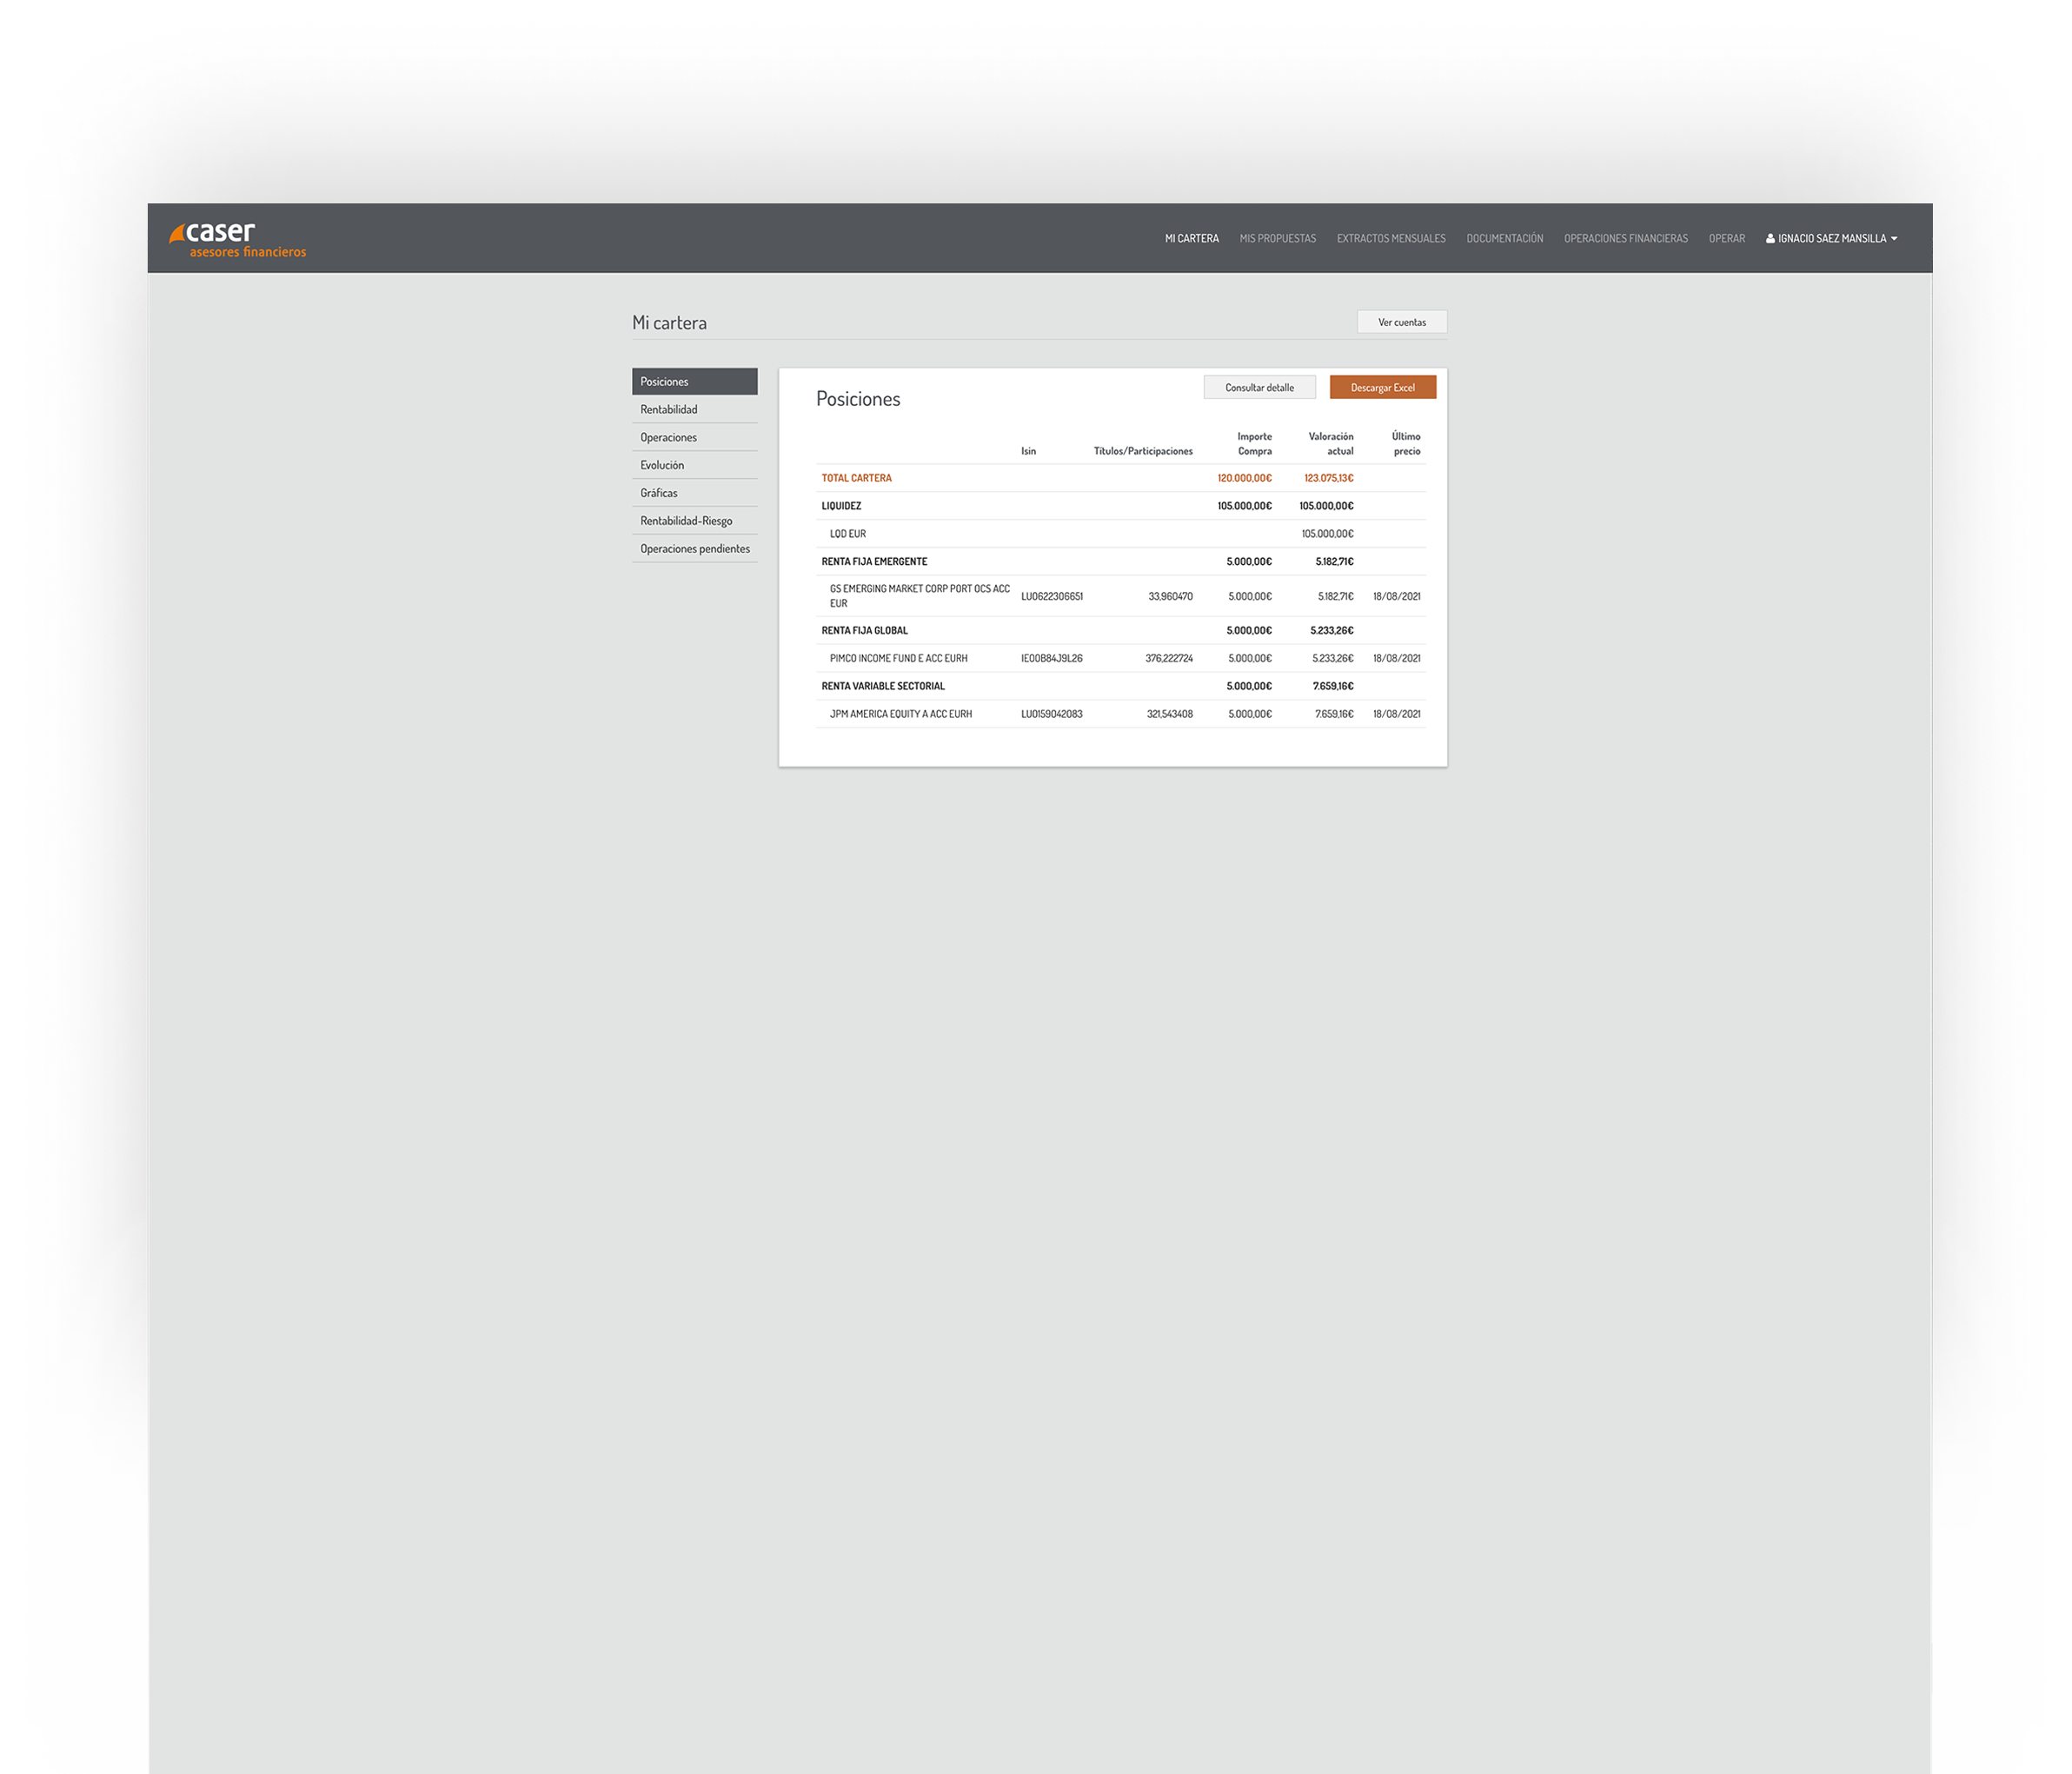 caser
asesores financieros
MI CARTERA MIS PROPUESTAS EXTRACTOS MENSUALES DOCUMENTACIÓN OPERACIONES FINANCIERAS OPERAR IGNACIO SAEZ MANSILLA
Mi cartera
Ver cuentas
Posiciones
Rentabilidad
Operaciones
Evolución
Gráficas
Rentabilidad-Riesgo
Operaciones pendientes
Posiciones
Consultar detalle
Descargar Excel
Isin Títulos/Participaciones Importe Compra Valoración actual Último precio
TOTAL CARTERA 120.000,00€ 123.075,13€
LIQUIDEZ 105.000,00€ 105.000,00€
LQD EUR 105.000,00€
RENTA FIJA EMERGENTE 5.000,00€ 5.182,71€
GS EMERGING MARKET CORP PORT OCS ACC EUR LU0622306651 33,960470 5.000,00€ 5.182,71€ 18/08/2021
RENTA FIJA GLOBAL 5.000,00€ 5.233,26€
PIMCO INCOME FUND E ACC EURH IE00B84J9L26 376,222724 5.000,00€ 5.233,26€ 18/08/2021
RENTA VARIABLE SECTORIAL 5.000,00€ 7.659,16€
JPM AMERICA EQUITY A ACC EURH LU0159042083 321,543408 5.000,00€ 7.659,16€ 18/08/2021